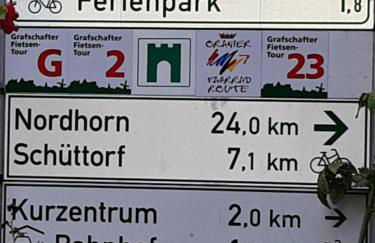 Ferienpark 1,8
Grafschafter Fietsen-Tour G
Grafschafter Fietsen-Tour 2
ORANIER FAHRRAD ROUTE
Grafschafter Fietsen-Tour 23
Nordhorn 24,0 km
Schüttorf 7,1 km
Kurzentrum 2,0 km
Bahnhof